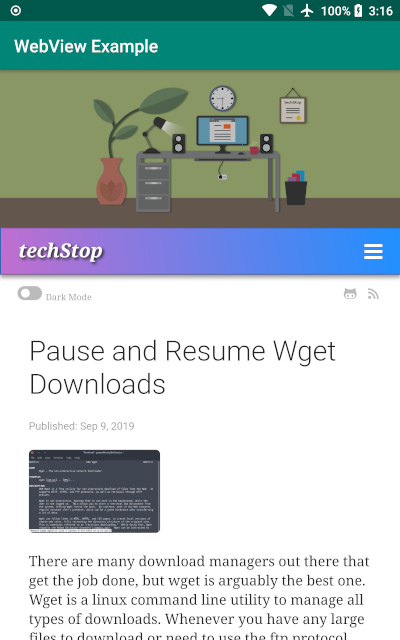 100% 3:16
WebView Example
techStop
techStop
Dark Mode
Pause and Resume Wget
Downloads
Published: Sep 9, 2019
There are many download managers out there that
get the job done, but wget is arguably the best one.
Wget is a linux command line utility to manage all
types of downloads. Whenever you have any large
files to download or need to use the ftp protocol